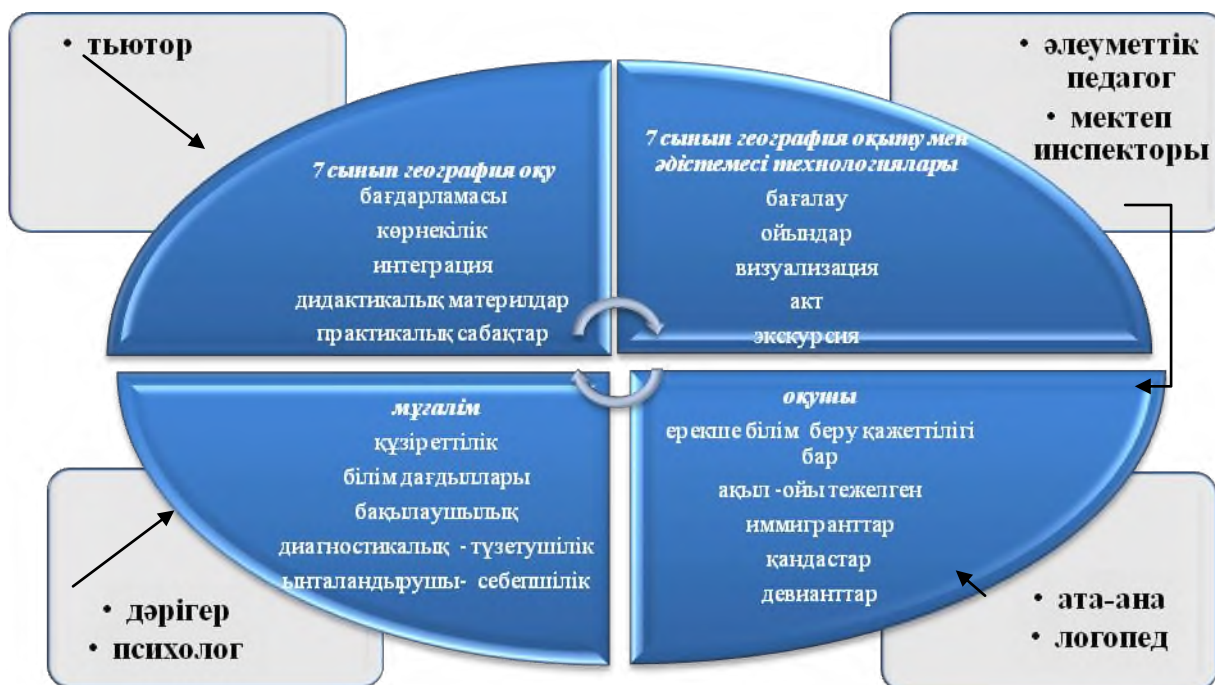 • тьютор
• әлеуметтік
педагог
• мектеп
инспекторы
7 сынып география оқу
бағдарламасы
көрнекілік
интеграция
дидактикалық материлдар
практикалық сабақтар
7 сынып география оқыту мен
әдістемесі технологиялары
бағалау
ойындар
визуализация
акт
экскурсия
мұғалім
құзіреттілік
білім дағдыллары
бақылаушылық
диагностикалық - түзетушілік
ынталандырушы- себепшілік
оқушы
ерекше білім беру қажеттілігі
бар
ақыл -ойы тежелген
иммигранттар
қандастар
девианттар
• дәрігер
• психолог
• ата-ана
• логопед